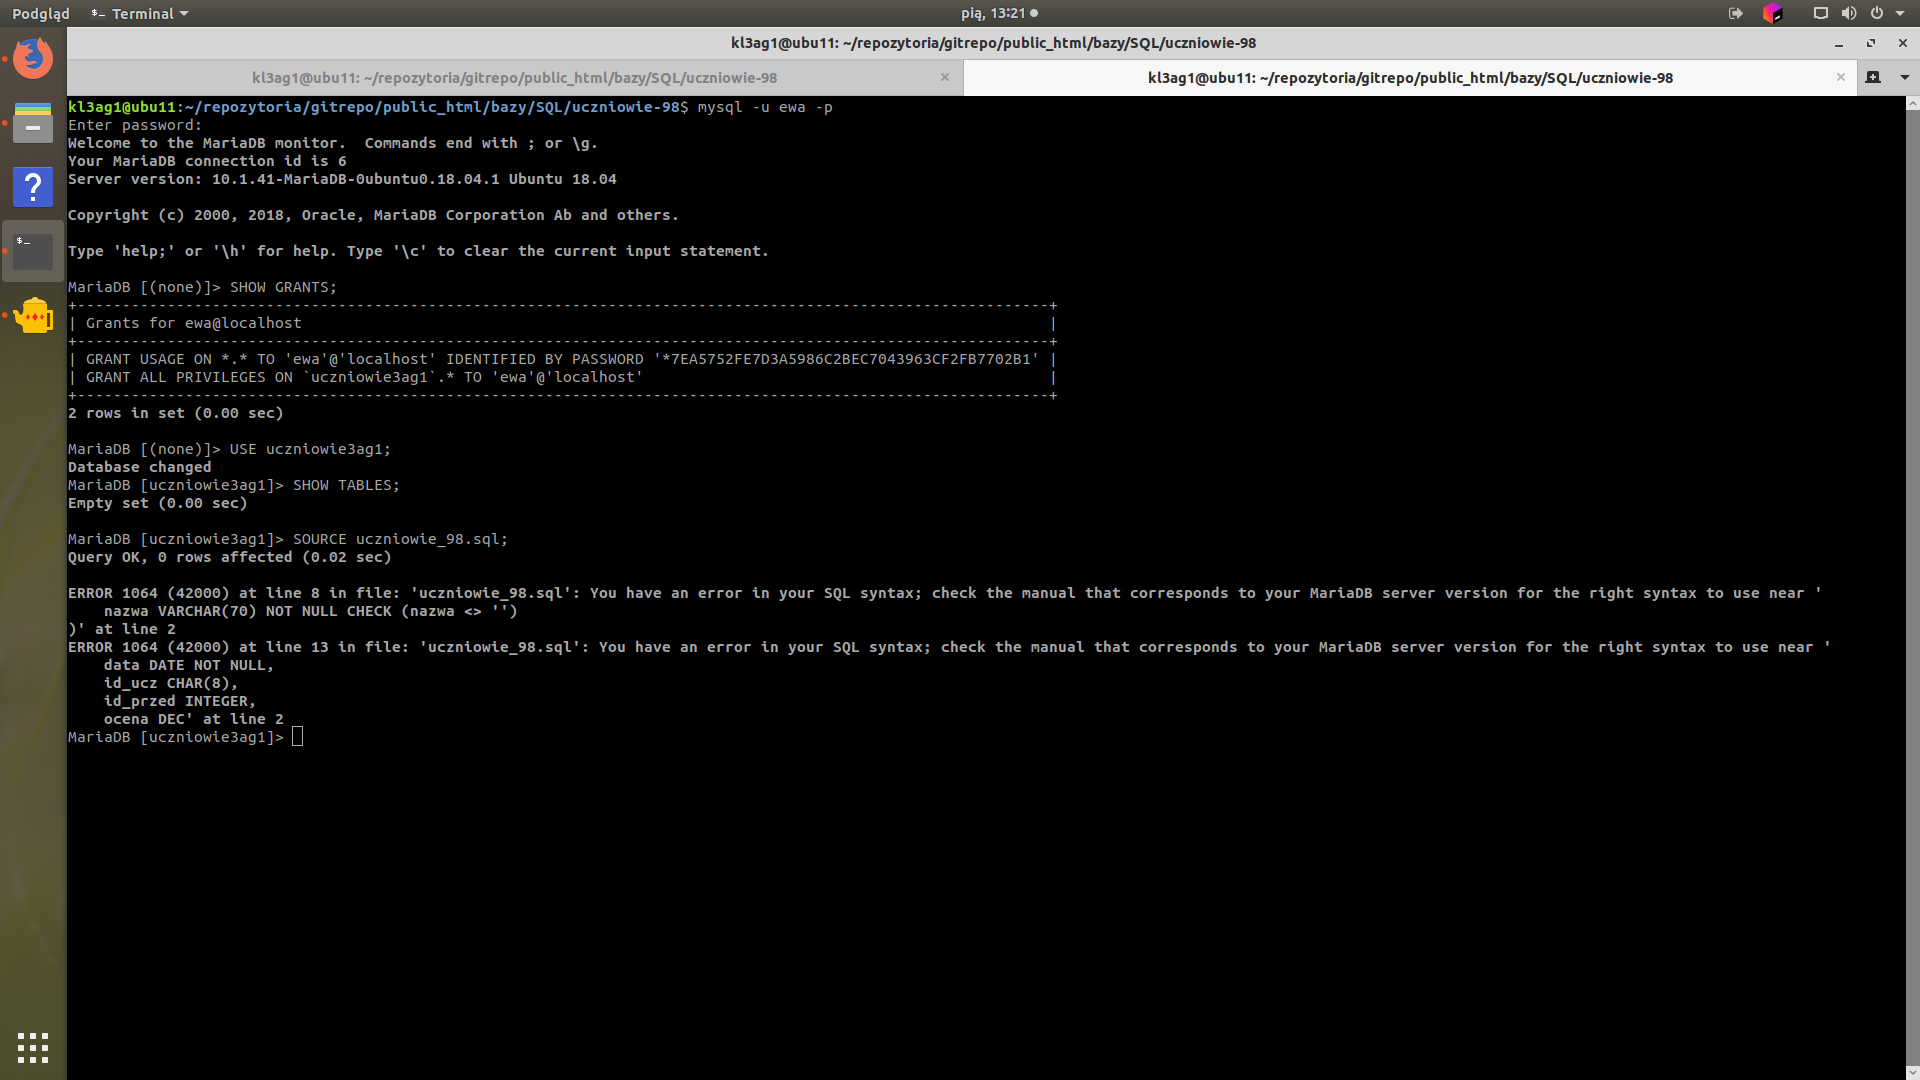 Podgląd
Terminal
pią, 13:21
kl3ag1@ubu11: ~/repozytoria/gitrepo/public_html/bazy/SQL/uczniowie-98
kl3ag1@ubu11: ~/repozytoria/gitrepo/public_html/bazy/SQL/uczniowie-98
kl3ag1@ubu11: ~/repozytoria/gitrepo/public_html/bazy/SQL/uczniowie-98
kl3ag1@ubu11:~/repozytoria/gitrepo/public_html/bazy/SQL/uczniowie-98$ mysql -u ewa -p
Enter password:
Welcome to the MariaDB monitor.  Commands end with ; or \g.
Your MariaDB connection id is 6
Server version: 10.1.41-MariaDB-0ubuntu0.18.04.1 Ubuntu 18.04
Copyright (c) 2000, 2018, Oracle, MariaDB Corporation Ab and others.
Type 'help;' or '\h' for help. Type '\c' to clear the current input statement.
MariaDB [(none)]> SHOW GRANTS;
+------------------------------------------------------------------------------------------------------------+
| Grants for ewa@localhost                                                                                   |
+------------------------------------------------------------------------------------------------------------+
| GRANT USAGE ON *.* TO 'ewa'@'localhost' IDENTIFIED BY PASSWORD '*7EA5752FE7D3A5986C2BEC7043963CF2FB7702B1' |
| GRANT ALL PRIVILEGES ON `uczniowie3ag1`.* TO 'ewa'@'localhost'                                             |
+------------------------------------------------------------------------------------------------------------+
2 rows in set (0.00 sec)
MariaDB [(none)]> USE uczniowie3ag1;
Database changed
MariaDB [uczniowie3ag1]> SHOW TABLES;
Empty set (0.00 sec)
MariaDB [uczniowie3ag1]> SOURCE uczniowie_98.sql;
Query OK, 0 rows affected (0.02 sec)
ERROR 1064 (42000) at line 8 in file: 'uczniowie_98.sql': You have an error in your SQL syntax; check the manual that corresponds to your MariaDB server version for the right syntax to use near '
    nazwa VARCHAR(70) NOT NULL CHECK (nazwa <> '')
)' at line 2
ERROR 1064 (42000) at line 13 in file: 'uczniowie_98.sql': You have an error in your SQL syntax; check the manual that corresponds to your MariaDB server version for the right syntax to use near '
    data DATE NOT NULL,
    id_ucz CHAR(8),
    id_przed INTEGER,
    ocena DEC' at line 2
MariaDB [uczniowie3ag1]>